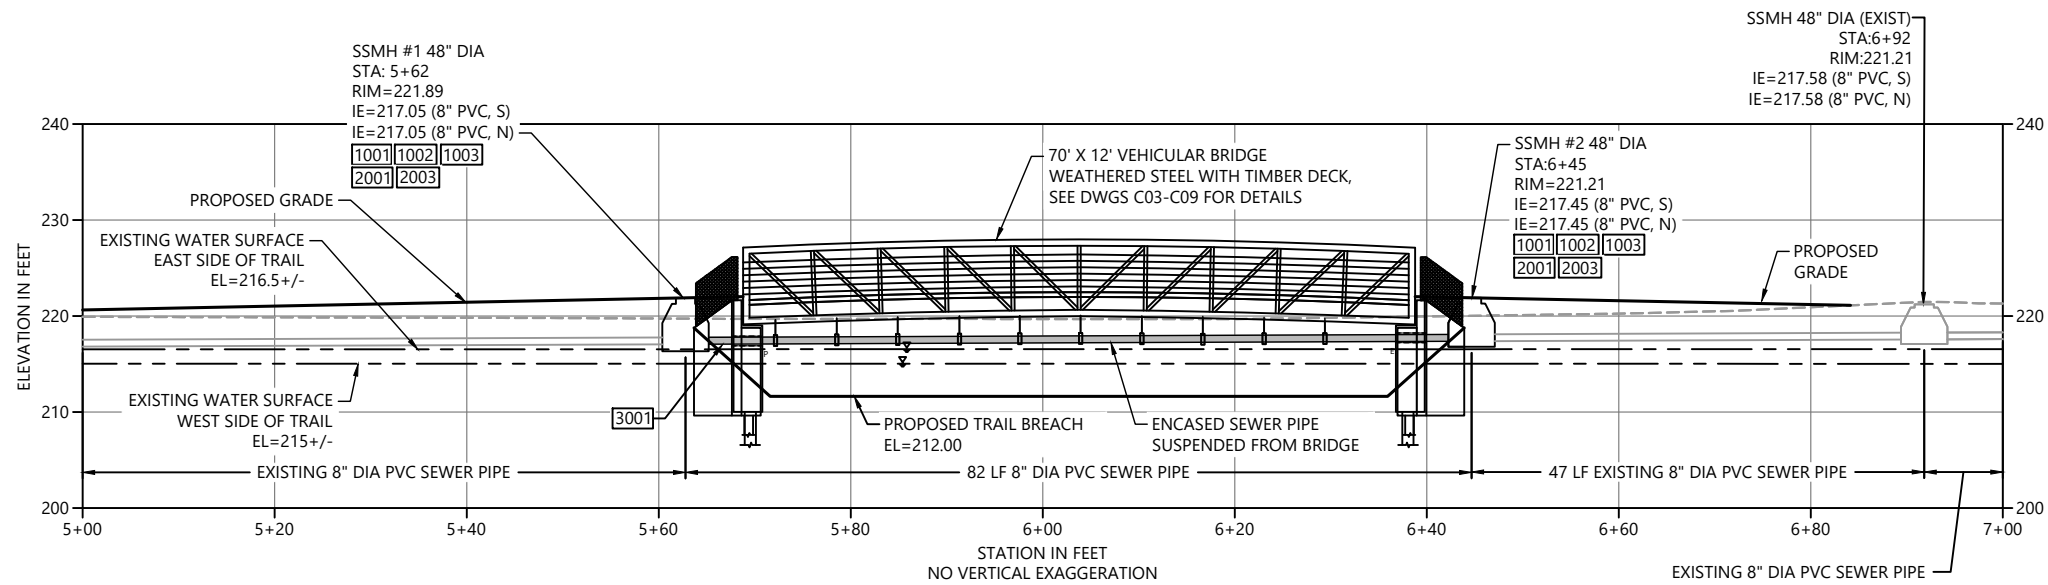 SSMH #1 48" DIA
STA: 5+62
RIM=221.89
IE=217.05 (8" PVC, S)
IE=217.05 (8" PVC, N)
1001 1002 1003
2001 2003
SSMH 48" DIA (EXIST)
STA:6+92
RIM:221.21
IE=217.58 (8" PVC, S)
IE=217.58 (8" PVC, N)
SSMH #2 48" DIA
STA:6+45
RIM=221.21
IE=217.45 (8" PVC, S)
IE=217.45 (8" PVC, N)
1001 1002 1003
2001 2003
70' X 12' VEHICULAR BRIDGE
WEATHERED STEEL WITH TIMBER DECK,
SEE DWGS C03-C09 FOR DETAILS
PROPOSED GRADE
EXISTING WATER SURFACE
EAST SIDE OF TRAIL
EL=216.5+/-
PROPOSED
GRADE
EXISTING WATER SURFACE
WEST SIDE OF TRAIL
EL=215+/-
3001
PROPOSED TRAIL BREACH
EL=212.00
ENCASED SEWER PIPE
SUSPENDED FROM BRIDGE
P
E
EXISTING 8" DIA PVC SEWER PIPE
82 LF 8" DIA PVC SEWER PIPE
47 LF EXISTING 8" DIA PVC SEWER PIPE
ELEVATION IN FEET
240
230
220
210
200
240
220
200
5+00 5+20 5+40 5+60 5+80 6+00 6+20 6+40 6+60 6+80 7+00
STATION IN FEET
NO VERTICAL EXAGGERATION
EXISTING 8" DIA PVC SEWER PIPE